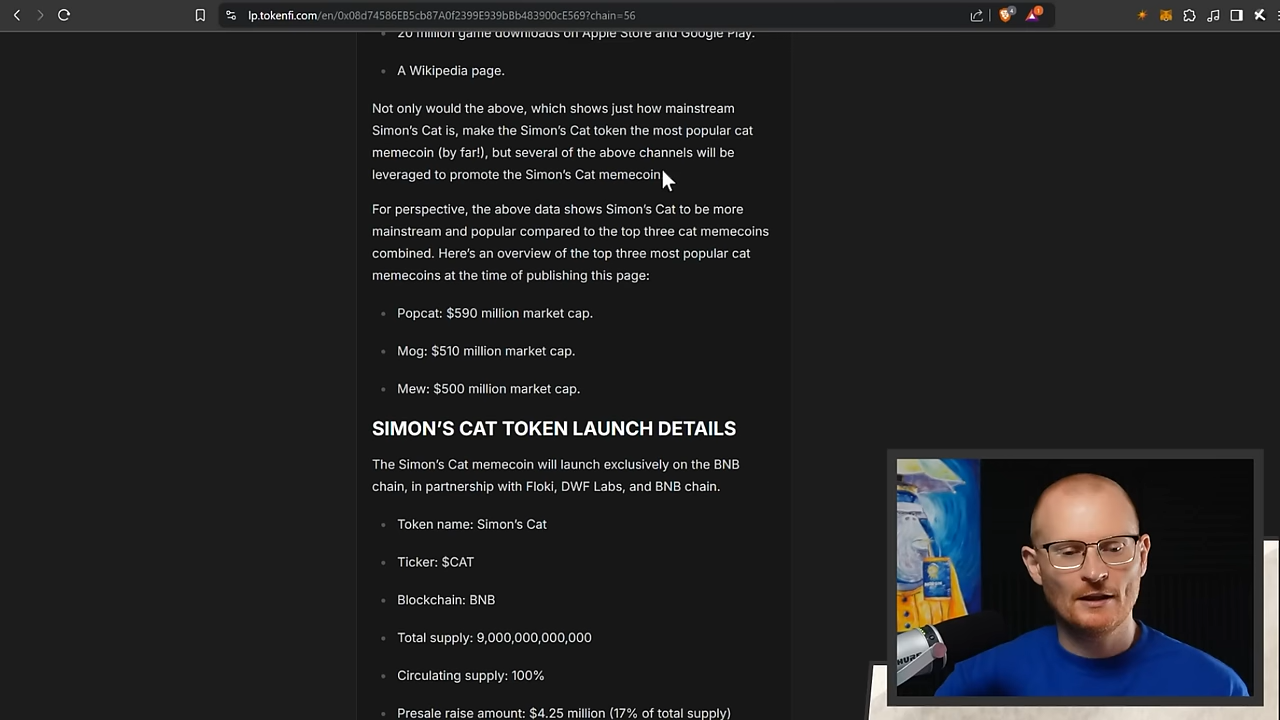 lp.tokenfi.com/en/0x08d74586EB5cb87A0f2399E939bBb483900cE569?chain=56
20 million game downloads on Apple Store and Google Play.
A Wikipedia page.
Not only would the above, which shows just how mainstream
Simon's Cat is, make the Simon's Cat token the most popular cat
memecoin (by far!), but several of the above channels will be
leveraged to promote the Simon's Cat memecoin
For perspective, the above data shows Simon's Cat to be more
mainstream and popular compared to the top three cat memecoins
combined. Here's an overview of the top three most popular cat
memecoins at the time of publishing this page:
Popcat: $590 million market cap.
Mog: $510 million market cap.
Mew: $500 million market cap.
SIMON'S CAT TOKEN LAUNCH DETAILS
The Simon's Cat memecoin will launch exclusively on the BNB
chain, in partnership with Floki, DWF Labs, and BNB chain.
Token name: Simon's Cat
Ticker: $CAT
Blockchain: BNB
Total supply: 9,000,000,000,000
Circulating supply: 100%
Presale raise amount: $4.25 million (17% of total supply)